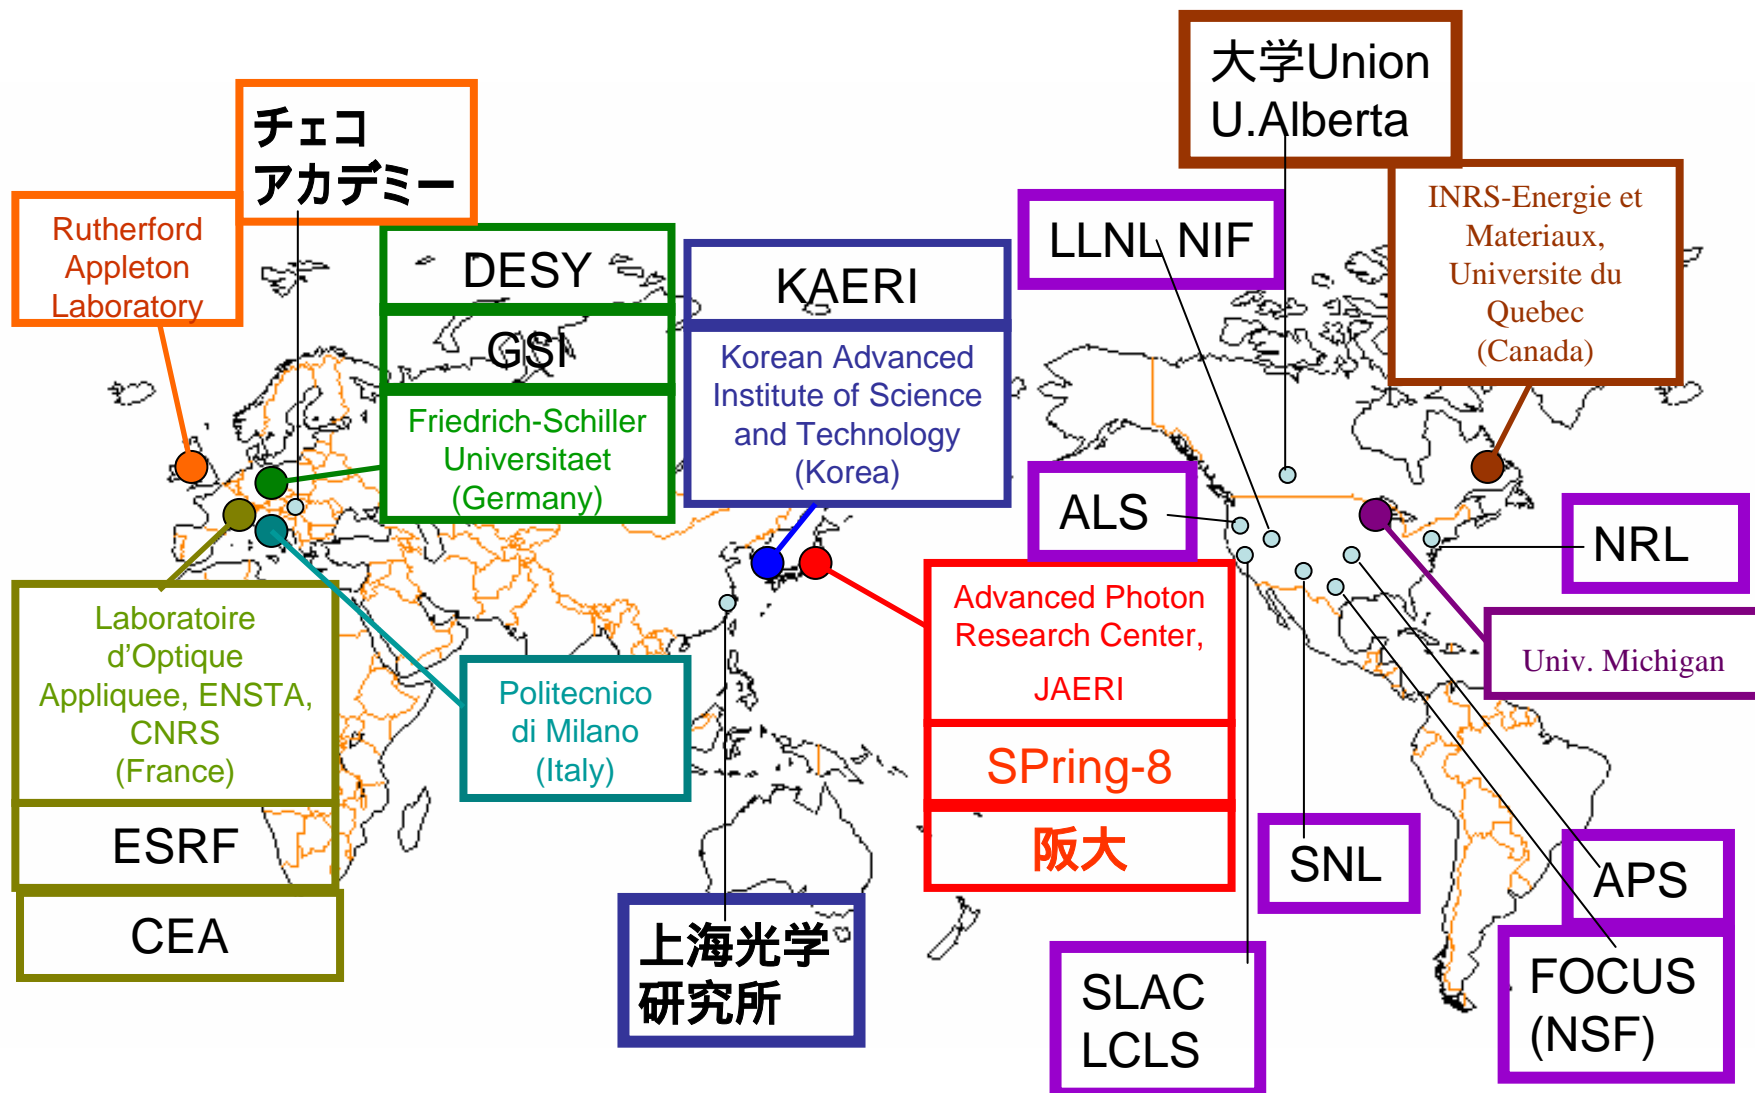 大学Union
U.Alberta
チェコ
アカデミー
INRS-Energie et
Materiaux,
Universite du
Quebec
(Canada)
Rutherford
Appleton
Laboratory
LLNL NIF
DESY
KAERI
GSI
Korean Advanced
Institute of Science
and Technology
(Korea)
Friedrich-Schiller
Universitaet
(Germany)
ALS
NRL
Advanced Photon
Research Center,
JAERI
Laboratoire
d'Optique
Appliquee, ENSTA,
CNRS
(France)
Univ. Michigan
Politecnico
di Milano
(Italy)
SPring-8
ESRF
阪大
SNL
APS
CEA
上海光学
研究所
SLAC
LCLS
FOCUS
(NSF)